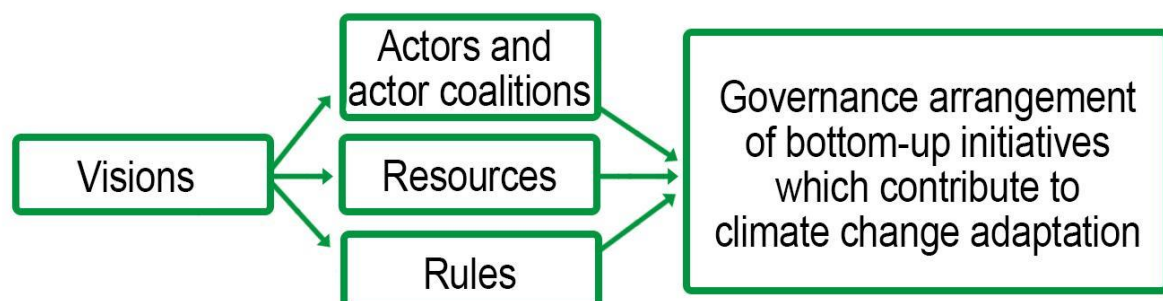 Visions
Actors and
actor coalitions
Resources
Rules
Governance arrangement
of bottom-up initiatives
which contribute to
climate change adaptation